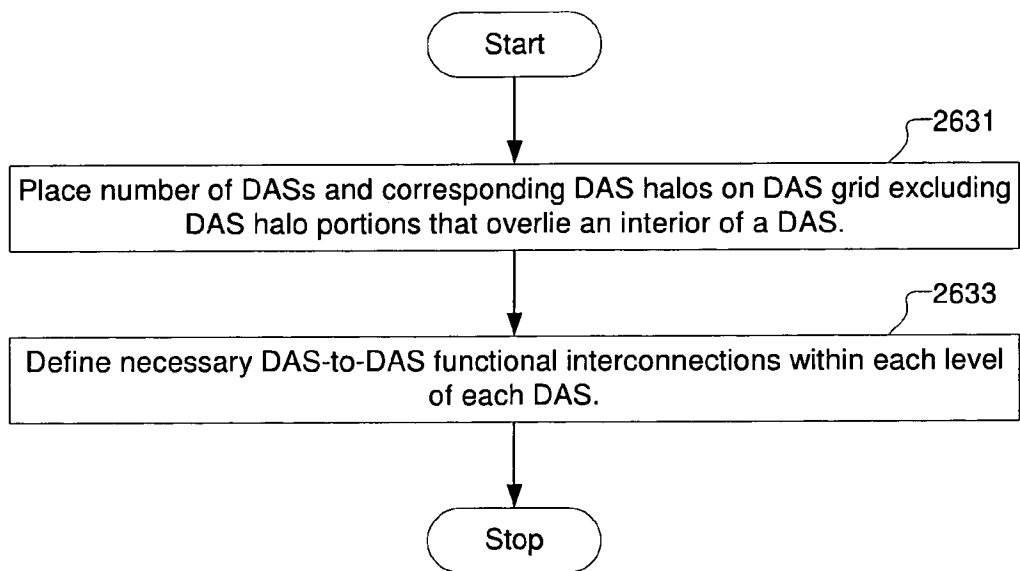 Start
2631
Place number of DASs and corresponding DAS halos on DAS grid excluding
DAS halo portions that overlie an interior of a DAS.
2633
Define necessary DAS-to-DAS functional interconnections within each level
of each DAS.
Stop